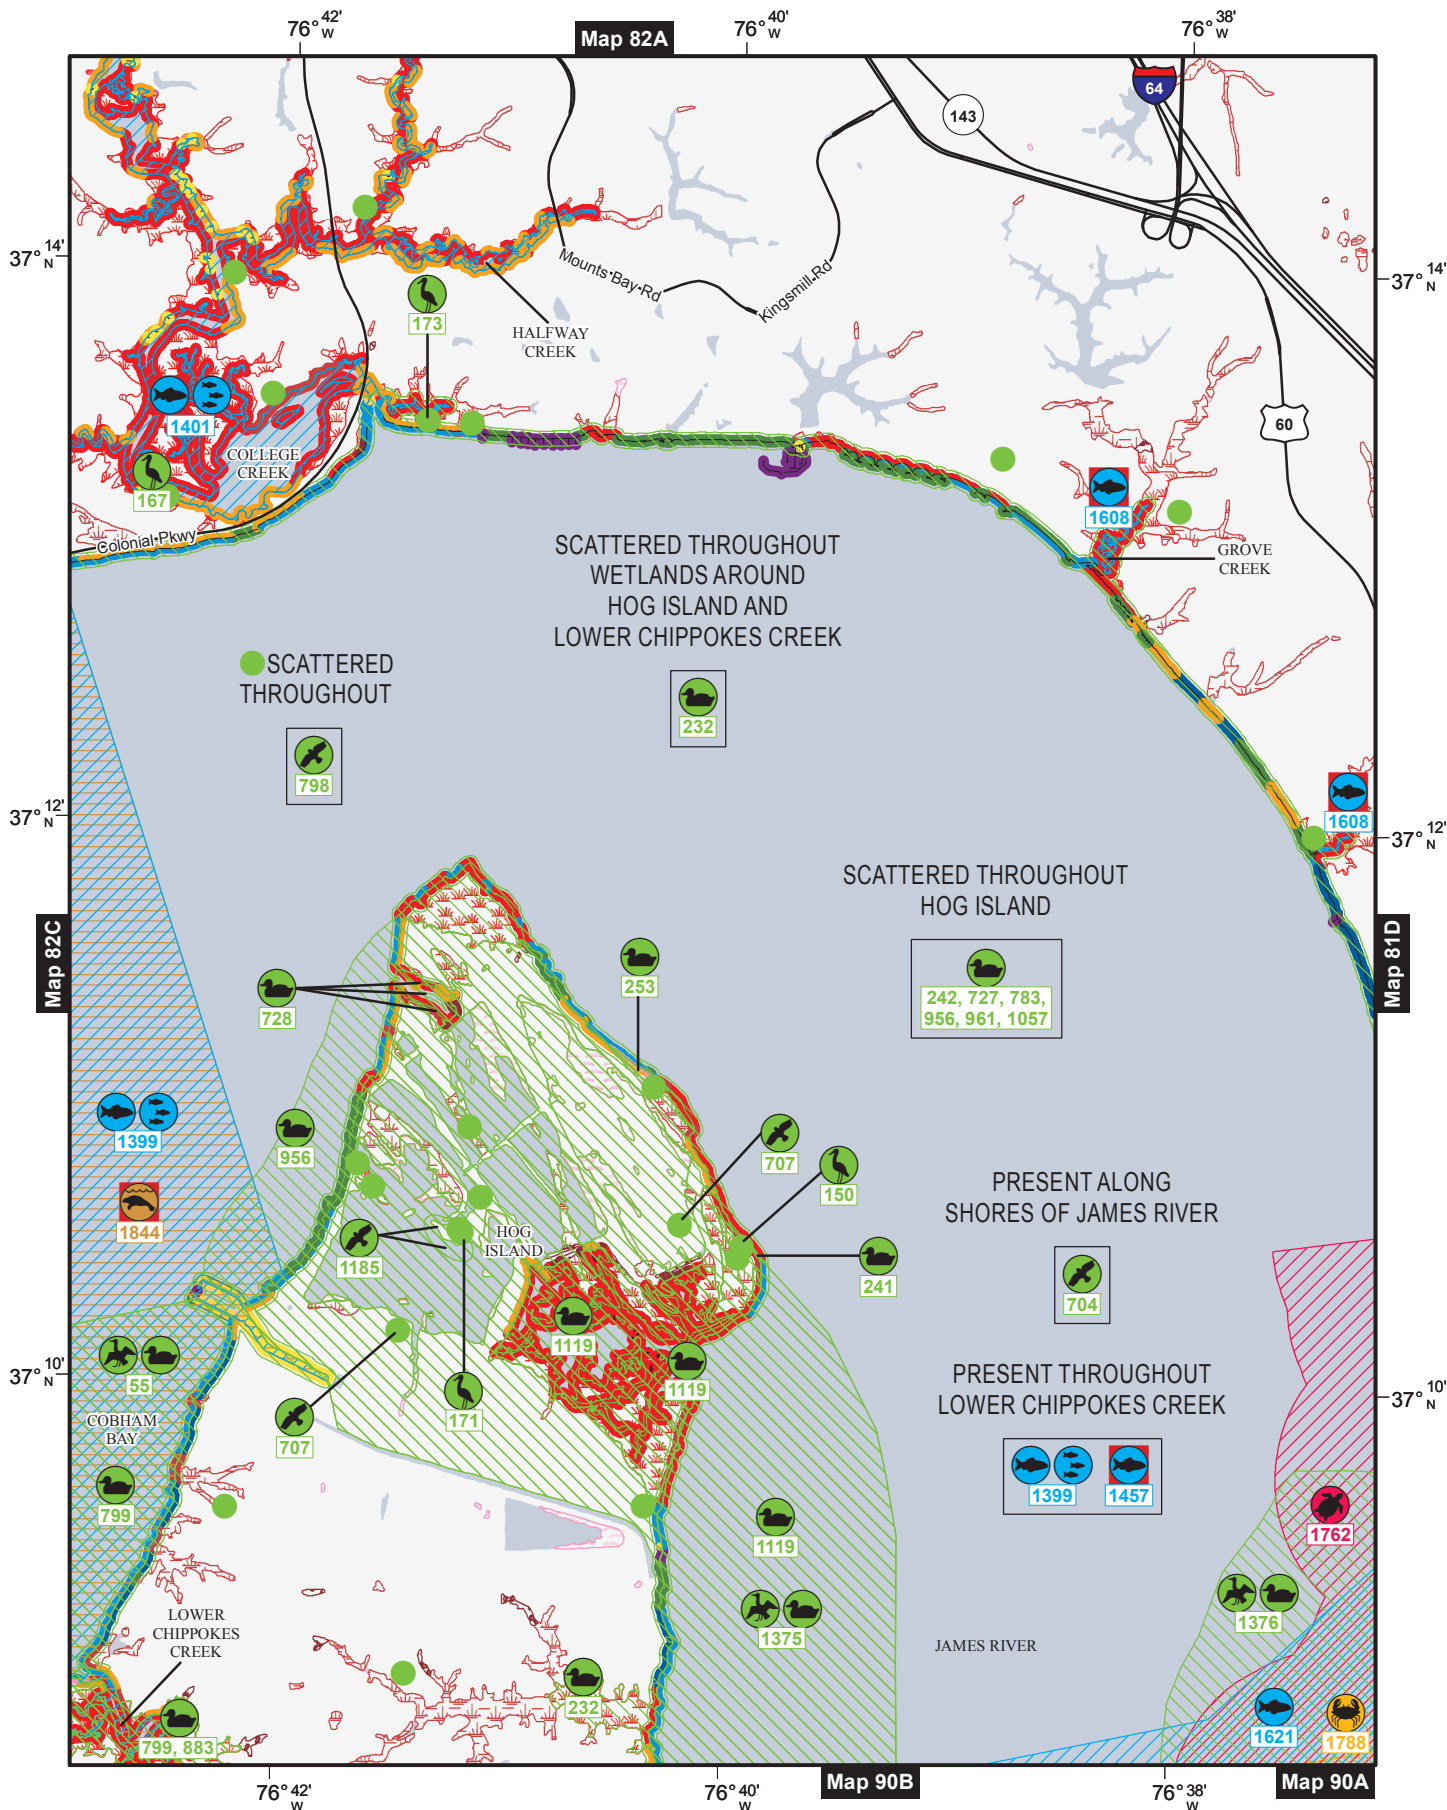 76° 42'
W
Map 82A
76° 40'
W
76° 38'
W
64
143
37° 14'
N
37° 14'
N
Mounts Bay Rd
Kingsmill Rd
173
HALFWAY
CREEK
1401
COLLEGE
CREEK
60
167
1608
Colonial Pkwy
GROVE
CREEK
SCATTERED THROUGHOUT
WETLANDS AROUND
HOG ISLAND AND
LOWER CHIPPOKES CREEK
232
SCATTERED
THROUGHOUT
798
37° 12'
N
1608
37° 12'
N
SCATTERED THROUGHOUT
HOG ISLAND
242, 727, 783,
956, 961, 1057
Map 82C
Map 81D
253
728
1399
956
707
150
1844
PRESENT ALONG
SHORES OF JAMES RIVER
704
1185
HOG
ISLAND
241
1119
1119
55
37° 10'
N
37° 10'
N
PRESENT THROUGHOUT
LOWER CHIPPOKES CREEK
1399
1457
171
707
COBHAM
BAY
799
1762
1119
1376
1375
LOWER
CHIPPOKES
CREEK
JAMES RIVER
232
799, 883
1621
1788
76° 42'
W
76° 40'
W
Map 90B
76° 38'
W
Map 90A